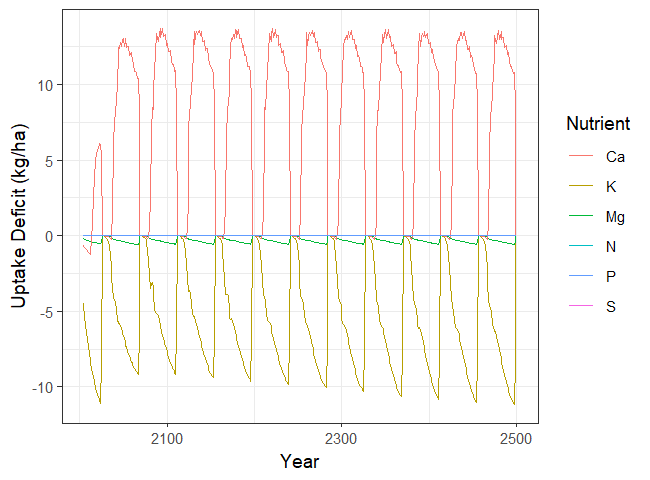 Uptake Deficit (kg/ha)
10
5
0
-5
-10
2100
2300
2500
Year
Nutrient
Ca
K
Mg
N
P
S